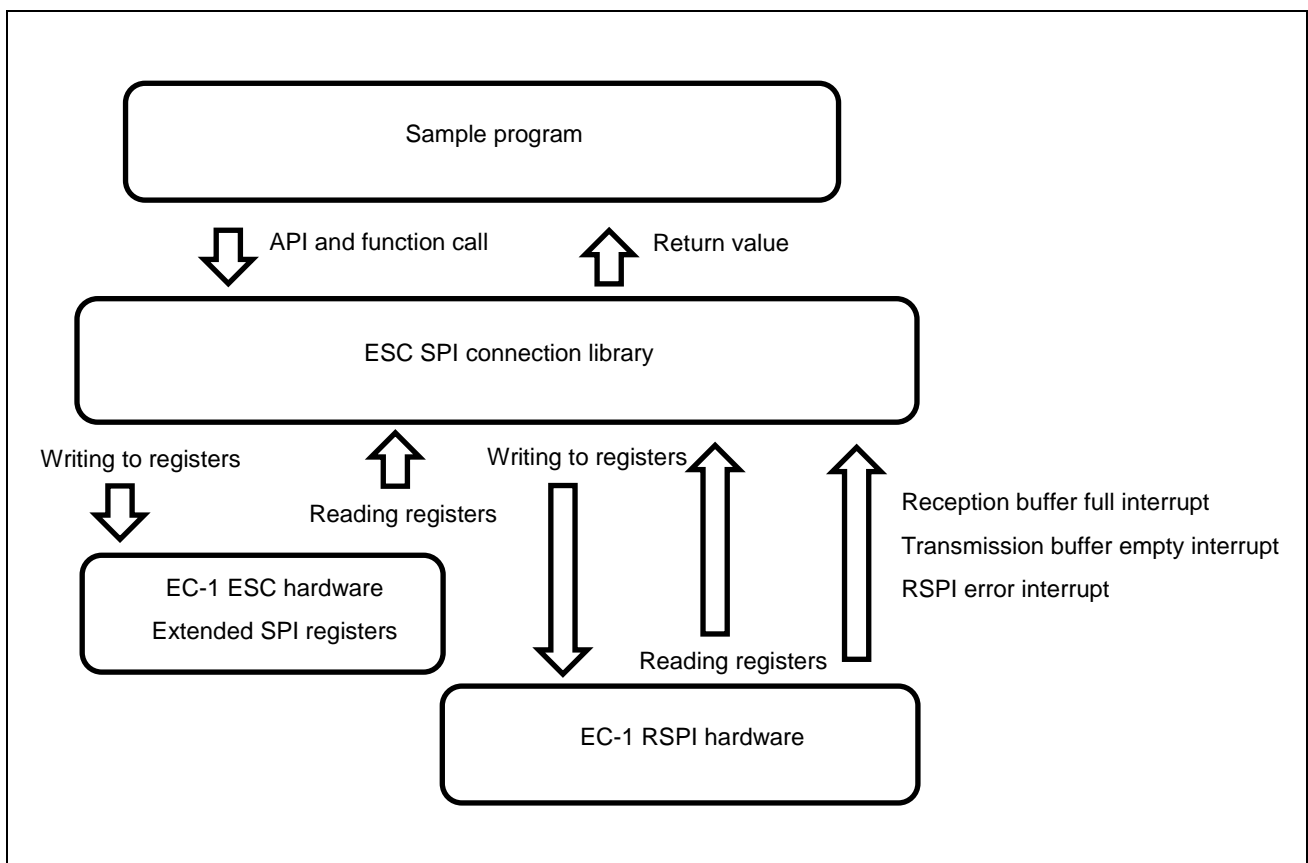 Sample program
API and function call
Return value
ESC SPI connection library
Writing to registers
Reading registers
Writing to registers
Reading registers
Reception buffer full interrupt
Transmission buffer empty interrupt
RSPI error interrupt
EC-1 ESC hardware
Extended SPI registers
EC-1 RSPI hardware